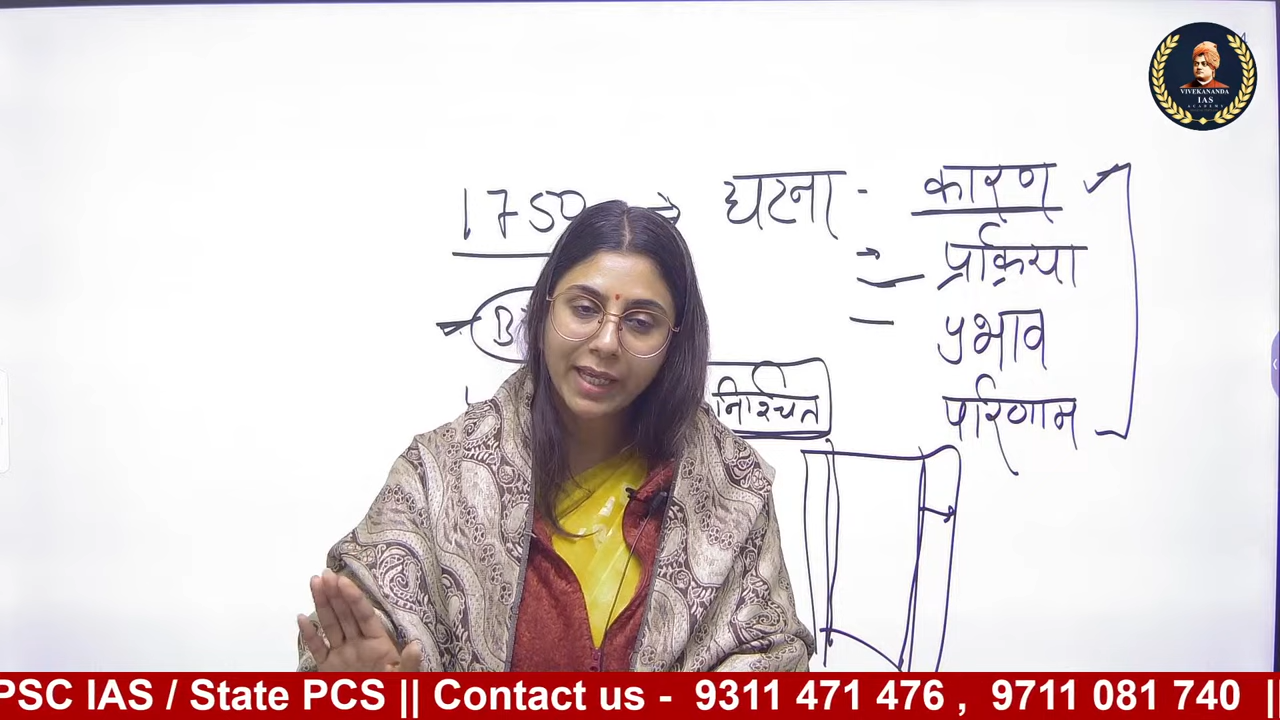 VIVEKANANDA
IAS
ACADEMY
1750 → घटना - कारण
→ प्रक्रिया
— प्रभाव
B
निश्चित
परिणाम
PSC IAS / State PCS || Contact us - 9311 471 476 , 9711 081 740 ||